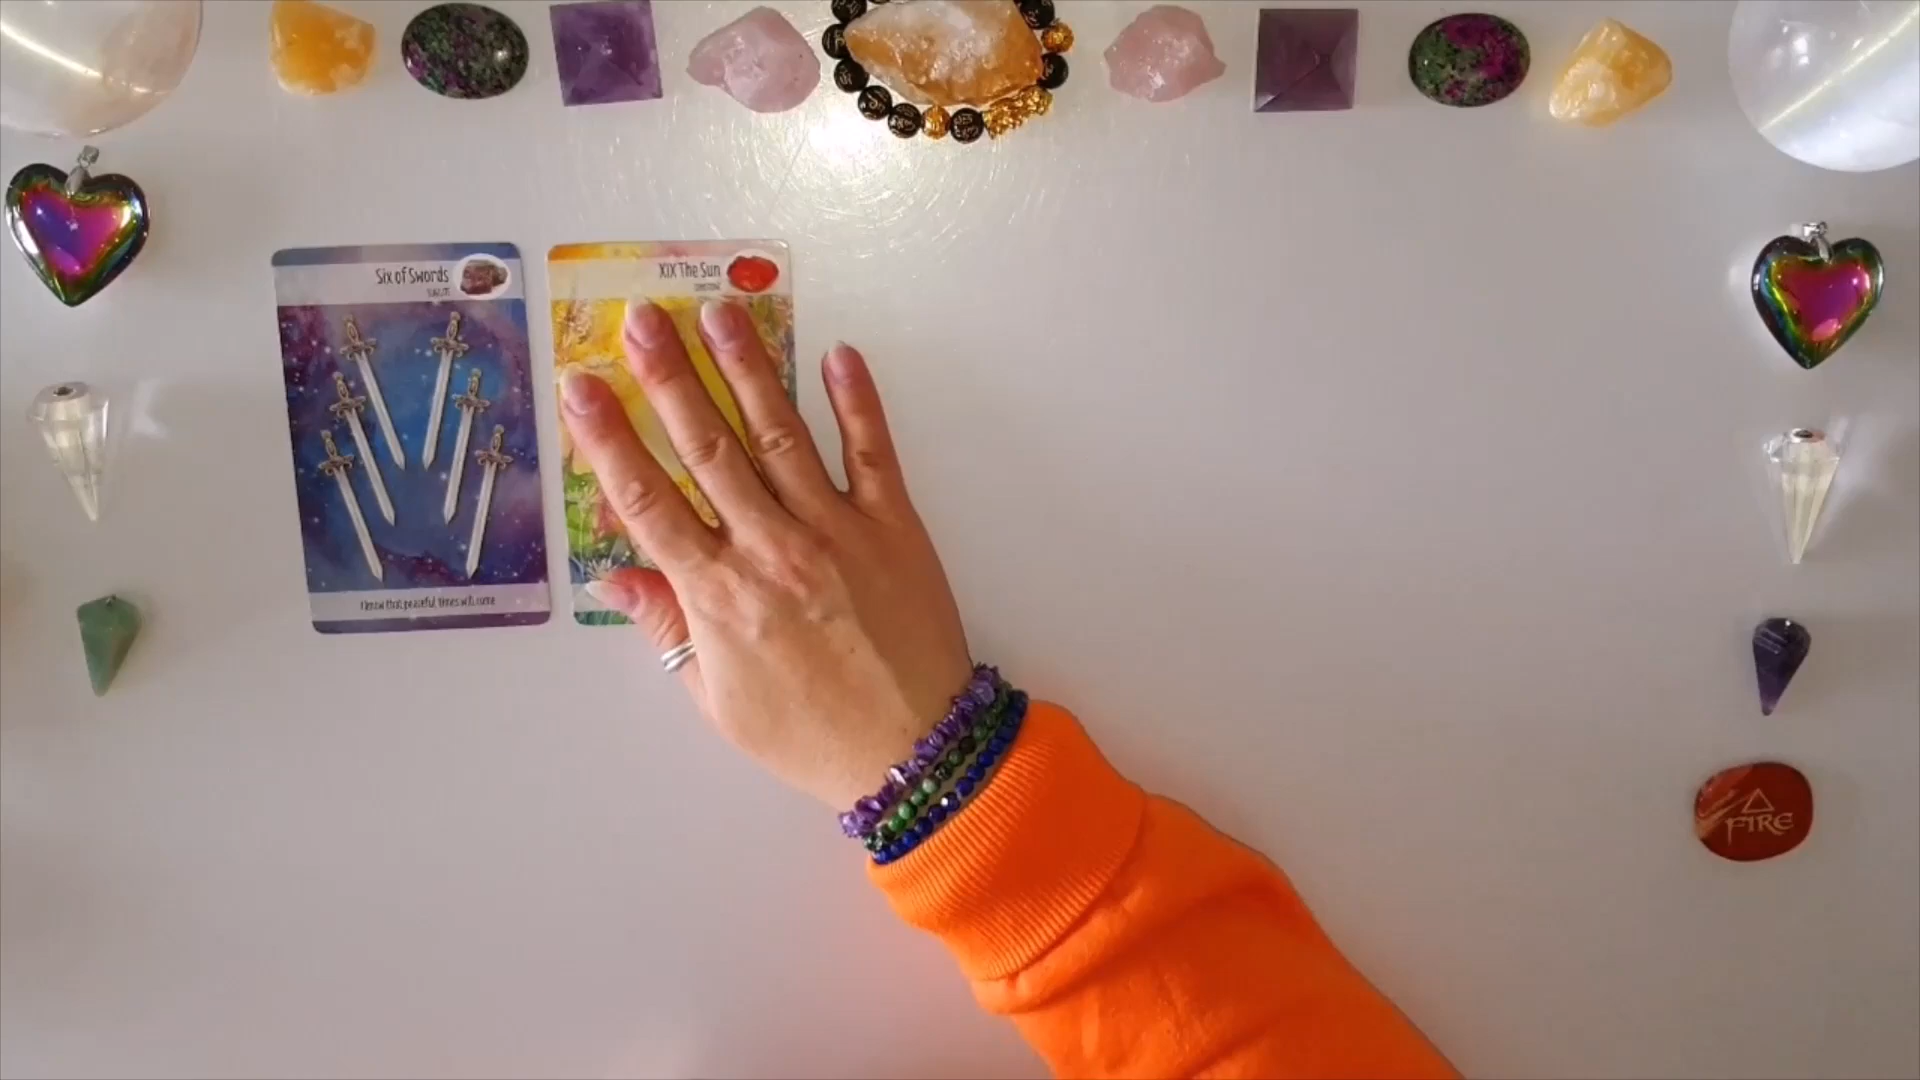 Six of Swords
XIX The Sun
I know that peaceful times will come
FIRE